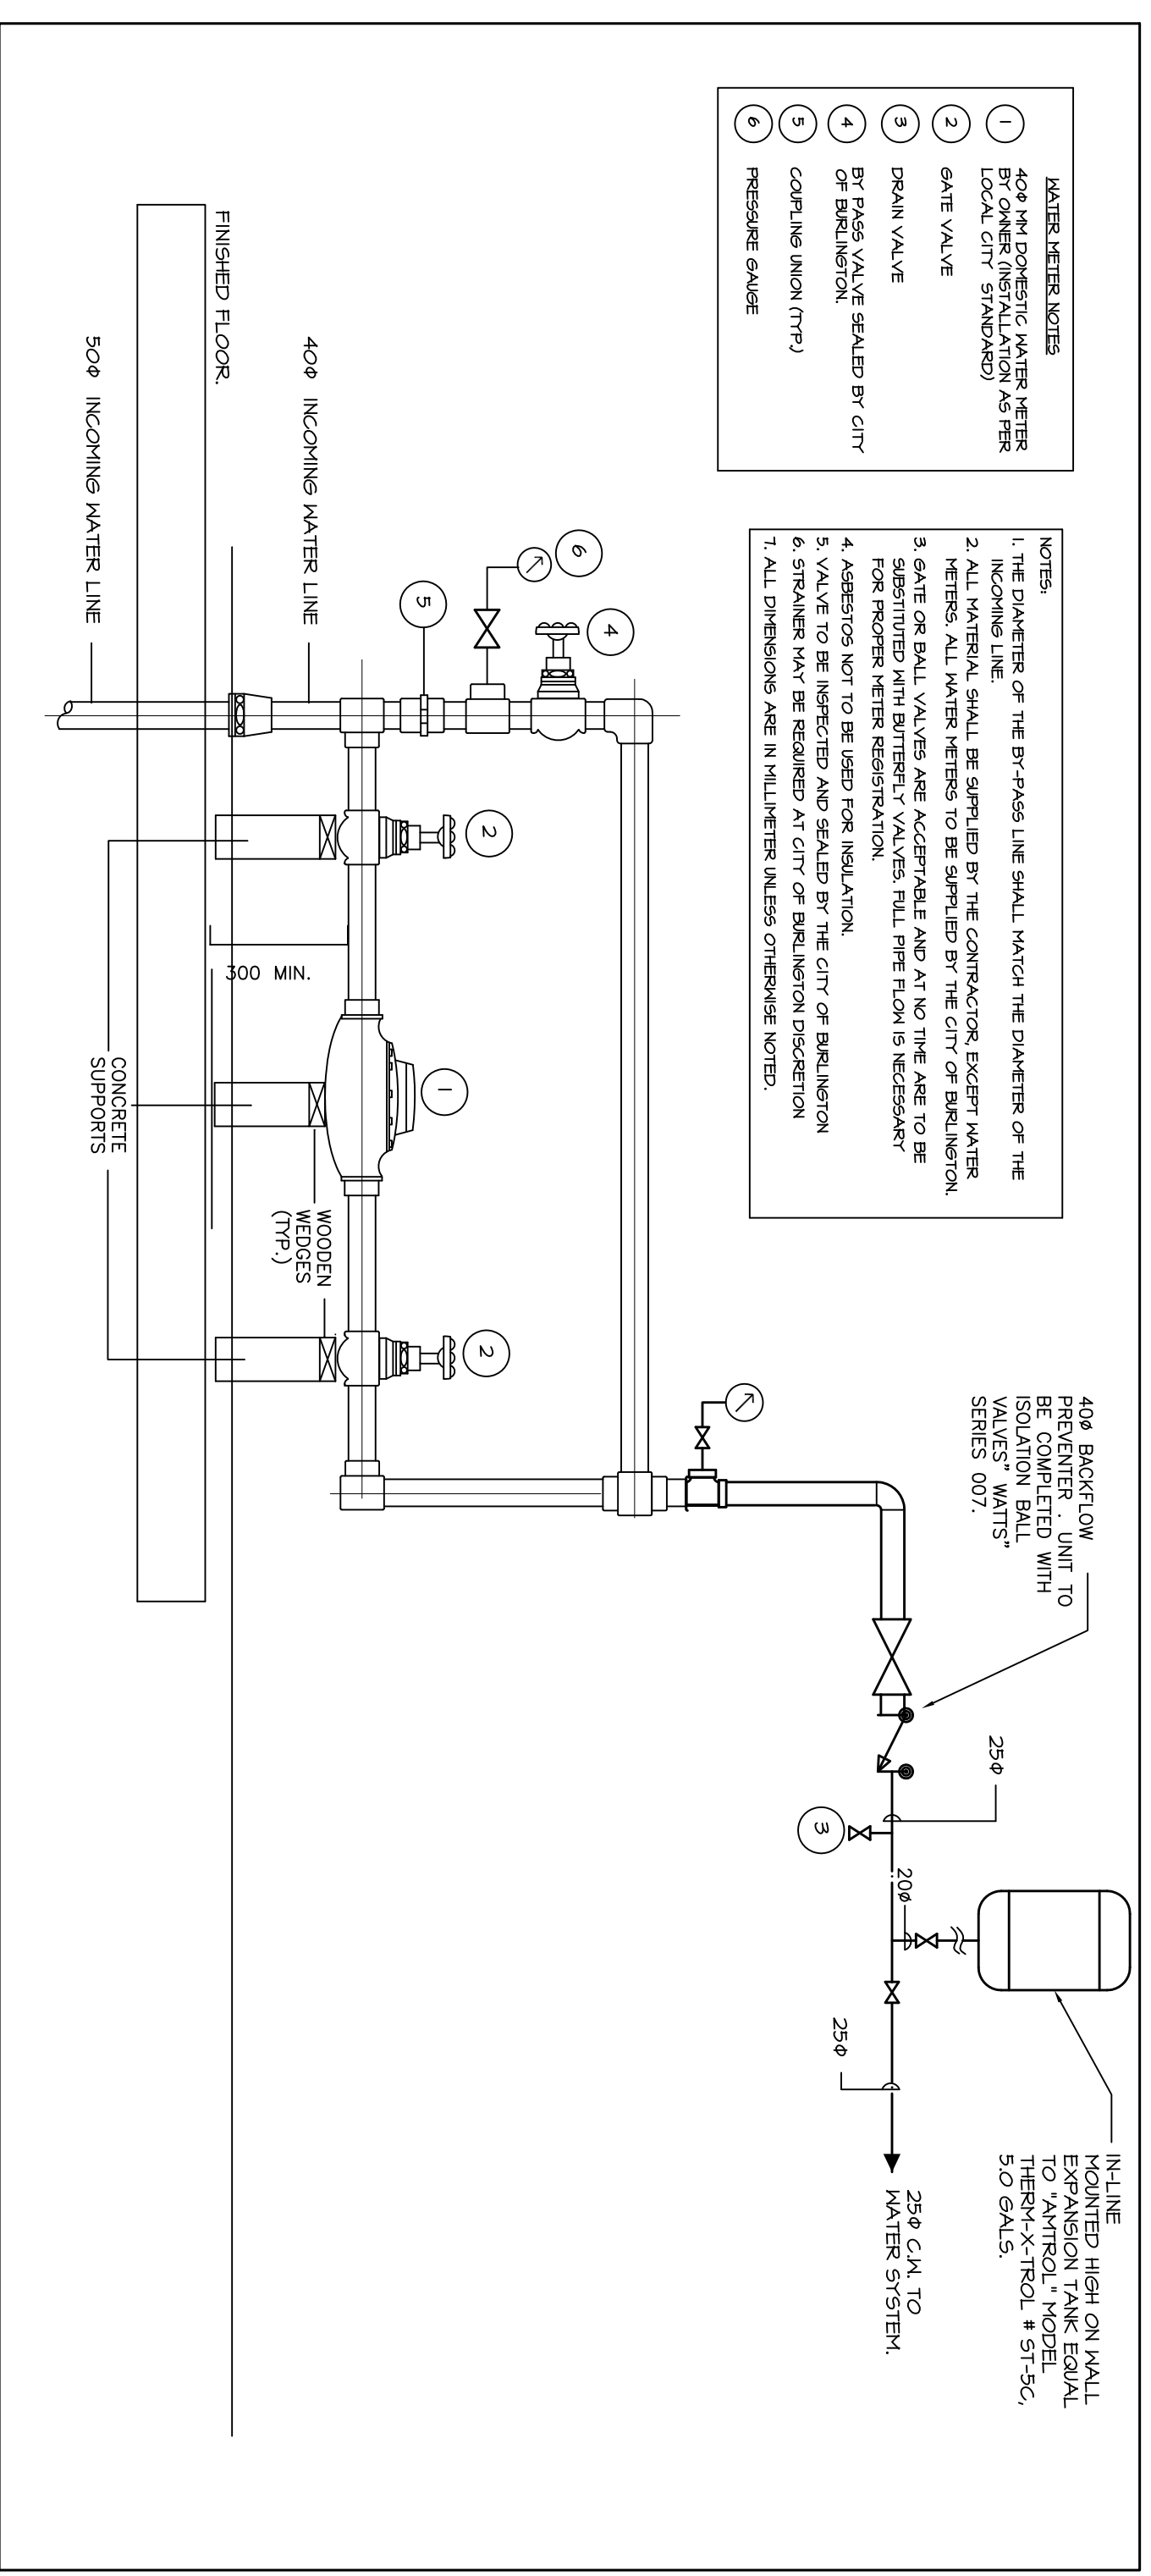 WATER METER NOTES
1
40Φ MM DOMESTIC WATER METER
BY OWNER (INSTALLATION AS PER
LOCAL CITY STANDARD)
2
GATE VALVE
3
DRAIN VALVE
4
BY PASS VALVE SEALED BY CITY
OF BURLINGTON.
5
COUPLING UNION (TYP.)
6
PRESSURE GAUGE
NOTES:
1. THE DIAMETER OF THE BY-PASS LINE SHALL MATCH THE DIAMETER OF THE
INCOMING LINE.
2. ALL MATERIAL SHALL BE SUPPLIED BY THE CONTRACTOR, EXCEPT WATER
METERS. ALL WATER METERS TO BE SUPPLIED BY THE CITY OF BURLINGTON.
3. GATE OR BALL VALVES ARE ACCEPTABLE AND AT NO TIME ARE TO BE
SUBSTITUTED WITH BUTTERFLY VALVES. FULL PIPE FLOW IS NECESSARY
FOR PROPER METER REGISTRATION.
4. ASBESTOS NOT TO BE USED FOR INSULATION.
5. VALVE TO BE INSPECTED AND SEALED BY THE CITY OF BURLINGTON
6. STRAINER MAY BE REQUIRED AT CITY OF BURLINGTON DISCRETION
7. ALL DIMENSIONS ARE IN MILLIMETER UNLESS OTHERWISE NOTED.
40ø BACKFLOW
PREVENTER . UNIT TO
BE COMPLETED WITH
ISOLATION BALL
VALVES" WATTS"
SERIES 007.
IN-LINE
MOUNTED HIGH ON WALL
EXPANSION TANK EQUAL
TO "AMTROL" MODEL
THERM-X-TROL # ST-5C,
5.0 GALS.
25Φ
20ø
3
25Φ
25Φ C.W. TO
WATER SYSTEM.
6
4
5
2
1
2
40Φ INCOMING WATER LINE
FINISHED FLOOR.
50Φ INCOMING WATER LINE
300 MIN.
WOODEN
WEDGES
(TYP.)
CONCRETE
SUPPORTS